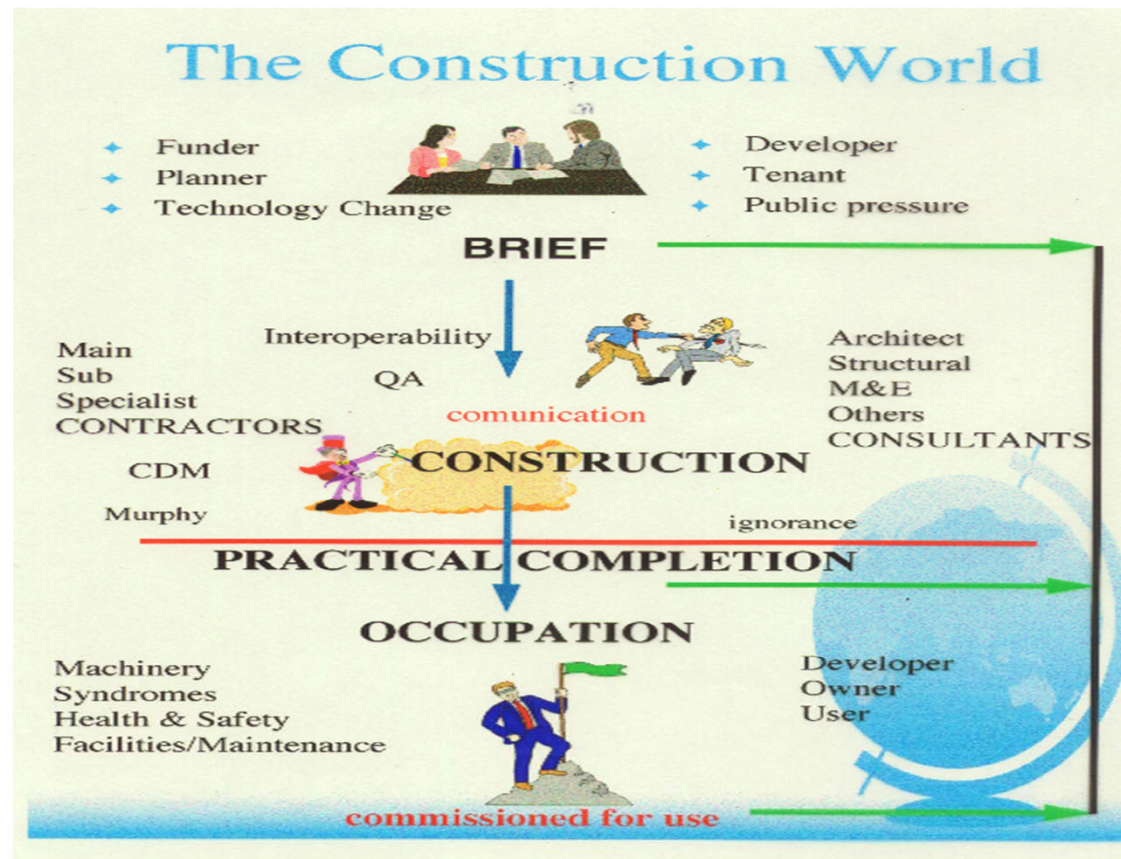 The Construction World
Funder
Planner
Technology Change
Developer
Tenant
Public pressure
BRIEF
Interoperability
QA
comunication
Main
Sub
Specialist
CONTRACTORS
Architect
Structural
M&E
Others
CONSULTANTS
CDM
CONSTRUCTION
Murphy
ignorance
PRACTICAL COMPLETION
OCCUPATION
Machinery
Syndromes
Health & Safety
Facilities/Maintenance
Developer
Owner
User
commissioned for use